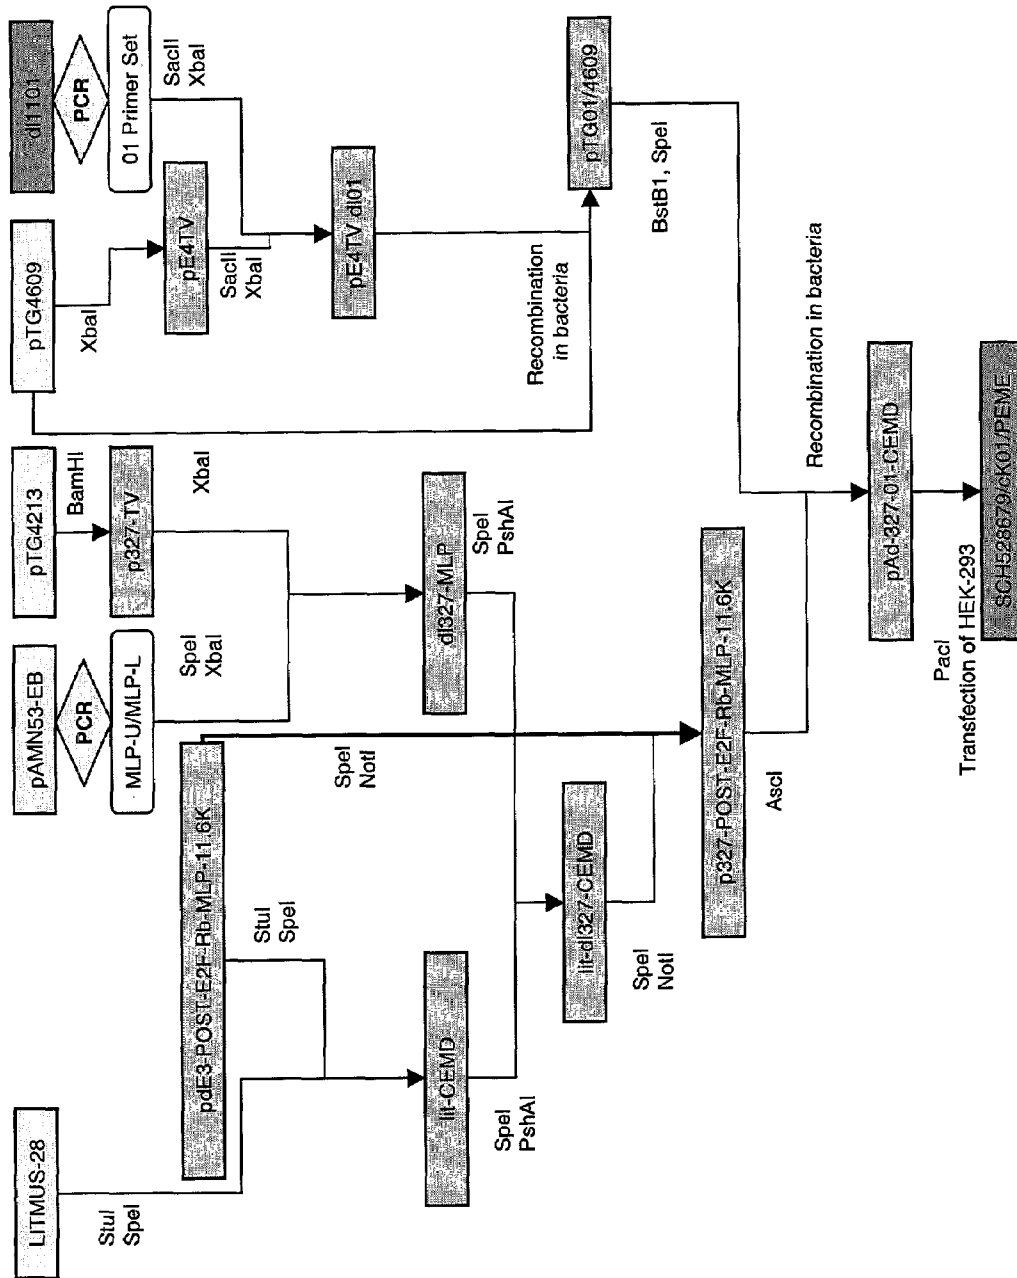 LITMUS-28
StuI
SpeI
pdE3-POST-E2F-Rb-MLP-11.6K
StuI
SpeI
lit-CEMD
SpeI
PshAI
pAMN53-EB
PCR
MLP-U/MLP-L
SpeI
XbaI
pTG4213
BamHI
p327-TV
XbaI
dl327-MLP
SpeI
PshAI
SpeI
NotI
lit-dl327-CEMD
SpeI
NotI
p327-POST-E2F-Rb-MLP-11.6K
AscI
pTG4609
XbaI
pE4TV
SacII
XbaI
dl1101
PCR
01 Primer Set
SacII
XbaI
pE4TV dl01
Recombination
in bacteria
pTG01/4609
BstB1, SpeI
Recombination in bacteria
pAd-327-01-CEMD
PacI
Transfection of HEK-293
SCH528679/cK01/PEME